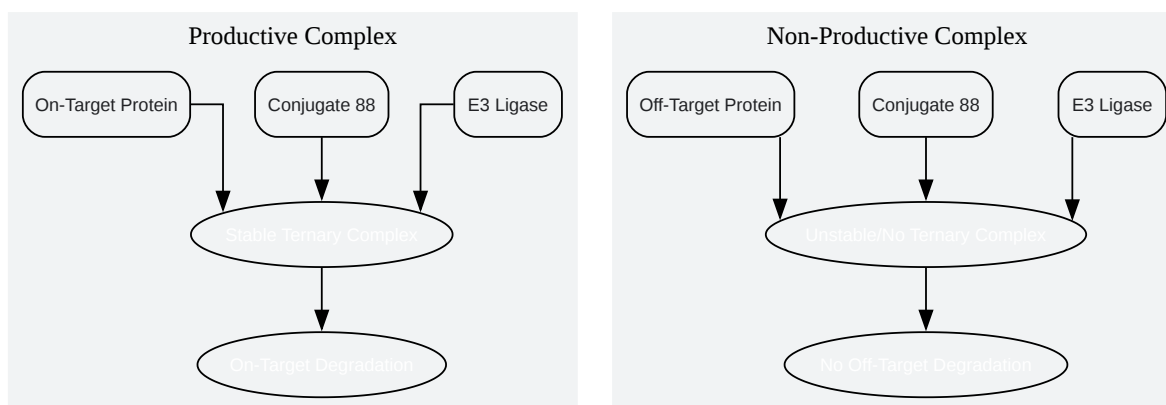 Productive Complex
On-Target Protein
Conjugate 88
E3 Ligase
Stable Ternary Complex
On-Target Degradation
Non-Productive Complex
Off-Target Protein
Conjugate 88
E3 Ligase
Unstable/No Ternary Complex
No Off-Target Degradation